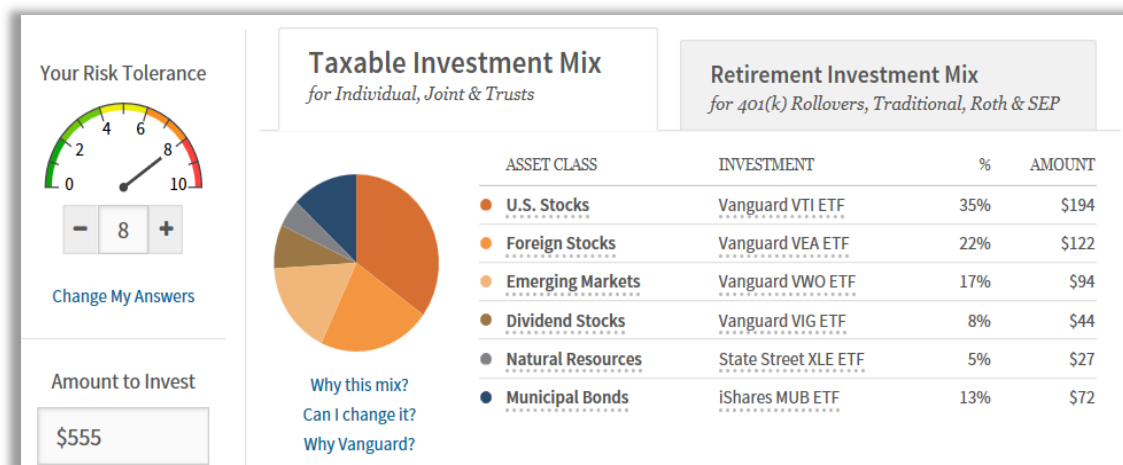 Your Risk Tolerance
0 2 4 6 8 10
− 8 +
Change My Answers
Amount to Invest
$555
Taxable Investment Mix
for Individual, Joint & Trusts
Retirement Investment Mix
for 401(k) Rollovers, Traditional, Roth & SEP
ASSET CLASS INVESTMENT % AMOUNT
U.S. Stocks Vanguard VTI ETF 35% $194
Foreign Stocks Vanguard VEA ETF 22% $122
Emerging Markets Vanguard VWO ETF 17% $94
Dividend Stocks Vanguard VIG ETF 8% $44
Natural Resources State Street XLE ETF 5% $27
Municipal Bonds iShares MUB ETF 13% $72
Why this mix?
Can I change it?
Why Vanguard?